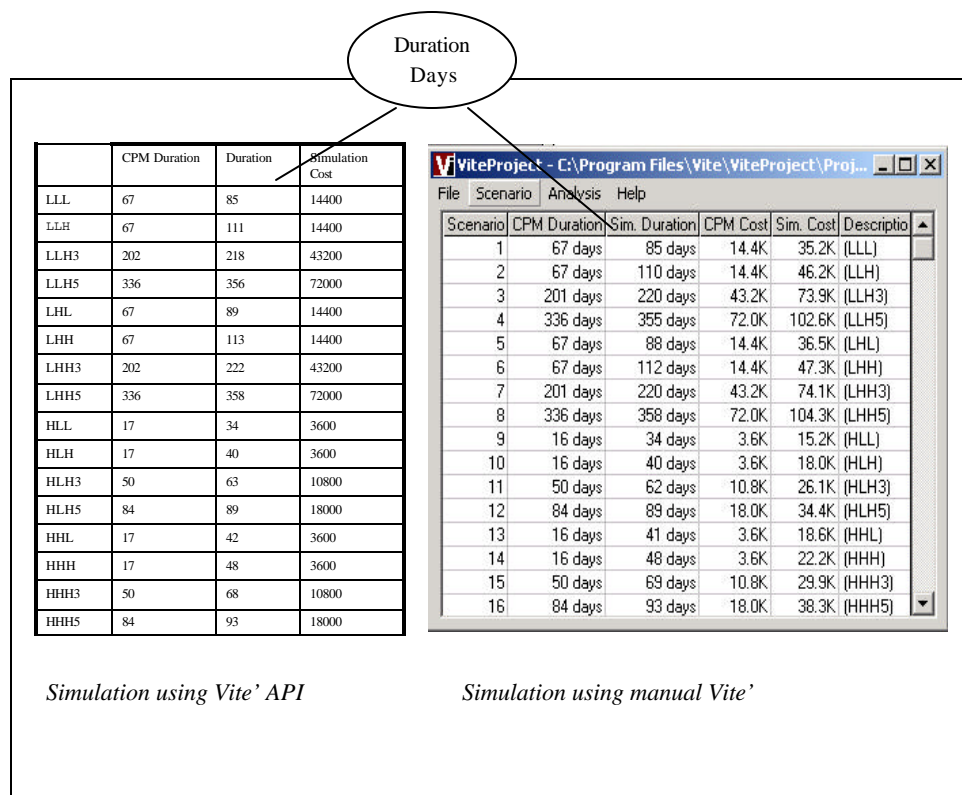 Duration
Days
CPM Duration Duration Simulation
Cost
LLL 67 85 14400
LLH 67 111 14400
LLH3 202 218 43200
LLH5 336 356 72000
LHL 67 89 14400
LHH 67 113 14400
LHH3 202 222 43200
LHH5 336 358 72000
HLL 17 34 3600
HLH 17 40 3600
HLH3 50 63 10800
HLH5 84 89 18000
HHL 17 42 3600
HHH 17 48 3600
HHH3 50 68 10800
HHH5 84 93 18000
Simulation using Vite’ API
ViteProject - C:\Program Files\Vite\ViteProject\Proj...
File Scenario Analysis Help
Scenario CPM Duration Sim. Duration CPM Cost Sim. Cost Descriptio
1 67 days 85 days 14.4K 35.2K (LLL)
2 67 days 110 days 14.4K 46.2K (LLH)
3 201 days 220 days 43.2K 73.9K (LLH3)
4 336 days 355 days 72.0K 102.6K (LLH5)
5 67 days 88 days 14.4K 36.5K (LHL)
6 67 days 112 days 14.4K 47.3K (LHH)
7 201 days 220 days 43.2K 74.1K (LHH3)
8 336 days 358 days 72.0K 104.3K (LHH5)
9 16 days 34 days 3.6K 15.2K (HLL)
10 16 days 40 days 3.6K 18.0K (HLH)
11 50 days 62 days 10.8K 26.1K (HLH3)
12 84 days 89 days 18.0K 34.4K (HLH5)
13 16 days 41 days 3.6K 18.6K (HHL)
14 16 days 48 days 3.6K 22.2K (HHH)
15 50 days 69 days 10.8K 29.9K (HHH3)
16 84 days 93 days 18.0K 38.3K (HHH5)
Simulation using manual Vite’